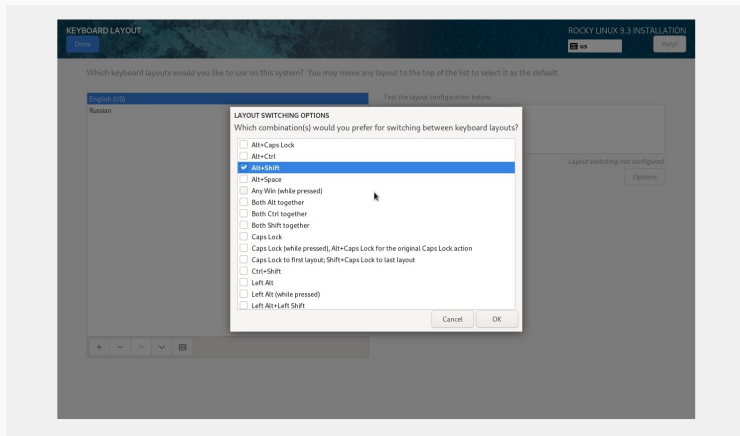 KEYBOARD LAYOUT
Done
ROCKY LINUX 9.3 INSTALLATION
us
Help!
Which keyboard layouts would you like to use on this system? You may move any layout to the top of the list to select it as the default.
English (US)
Russian
Test the layout configuration below:
Layout switching not configured.
Options
LAYOUT SWITCHING OPTIONS
Which combination(s) would you prefer for switching between keyboard layouts?
Alt+Caps Lock
Alt+Ctrl
Alt+Shift
Alt+Space
Any Win (while pressed)
Both Alt together
Both Ctrl together
Both Shift together
Caps Lock
Caps Lock (while pressed), Alt+Caps Lock for the original Caps Lock action
Caps Lock to first layout; Shift+Caps Lock to last layout
Ctrl+Shift
Left Alt
Left Alt (while pressed)
Left Alt+Left Shift
Cancel
OK